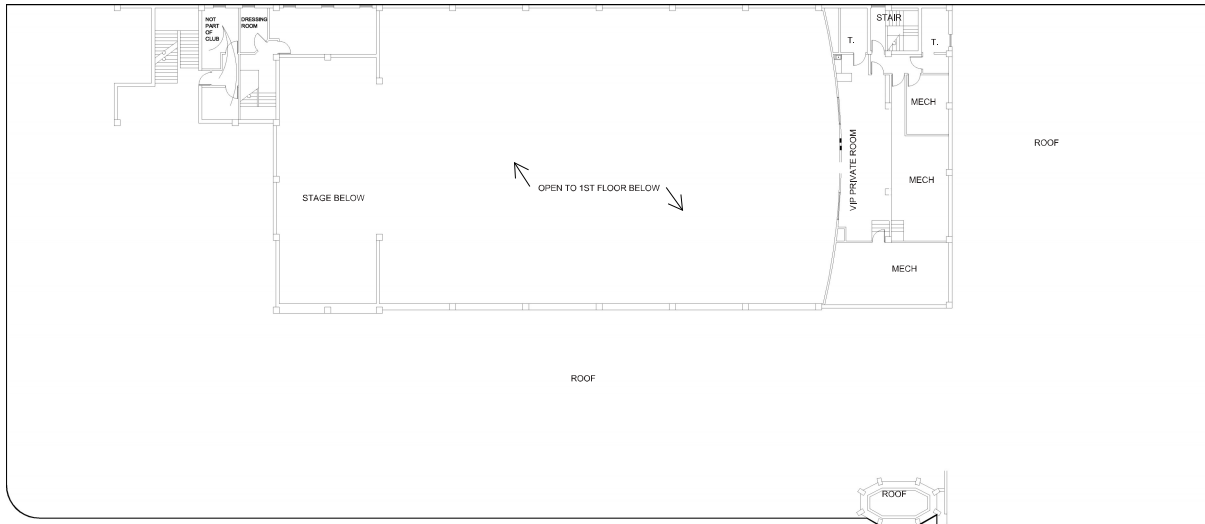 NOT
PART
OF
CLUB
DRESSING
ROOM
STAIR
T.
T.
MECH
ROOF
VIP PRIVATE ROOM
MECH
STAGE BELOW
OPEN TO 1ST FLOOR BELOW
MECH
ROOF
ROOF